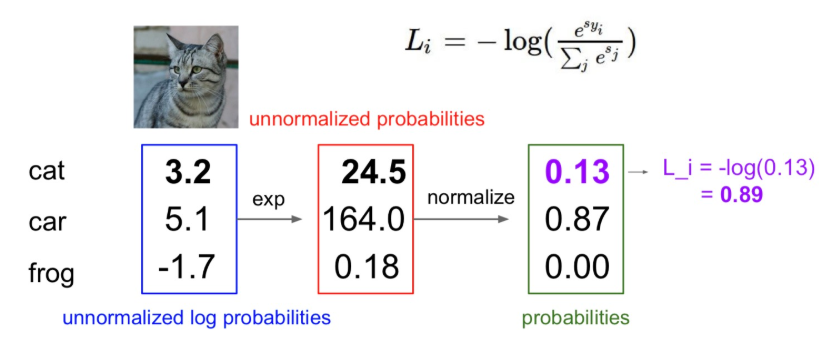 L_i = − log( e^{s_{y_i}} / ∑_j e^{s_j} )
unnormalized probabilities
cat 3.2 24.5 0.13 → L_i = -log(0.13)
= 0.89
exp → normalize →
car 5.1 164.0 0.87
frog -1.7 0.18 0.00
unnormalized log probabilities probabilities